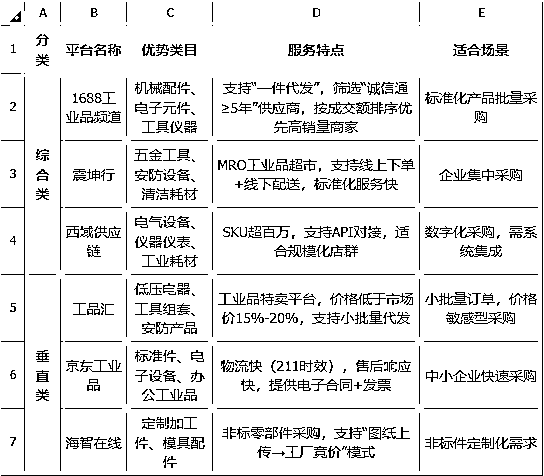 A B C D E
1 分类 平台名称 优势类目 服务特点 适合场景
综合类
2 1688工业品频道 机械配件、电子元件、工具仪器 支持“一件代发”，筛选“诚信通≥5年”供应商，按成交额排序优先高销量商家 标准化产品批量采购
3 震坤行 五金工具、安防设备、清洁耗材 MRO工业品超市，支持线上下单+线下配送，标准化服务快 企业集中采购
4 西域供应链 电气设备、仪器仪表、工业耗材 SKU超百万，支持API对接，适合规模化店群 数字化采购，需系统集成
垂直类
5 工品汇 低压电器、工具组套、安防产品 工业品特卖平台，价格低于市场价15%-20%，支持小批量代发 小批量订单，价格敏感型采购
6 京东工业品 标准件、电子设备、办公工业品 物流快（211时效），售后响应快，提供电子合同+发票 中小企业快速采购
7 海智在线 定制加工件、模具配件 非标零部件采购，支持“图纸上传→工厂竞价”模式 非标件定制化需求